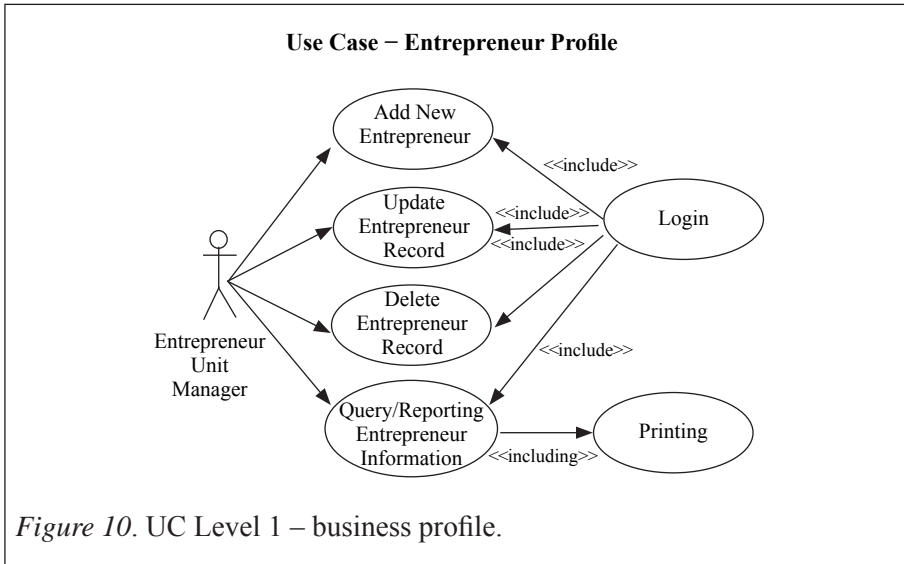 Use Case − Entrepreneur Profile
Add New
Entrepreneur
<<include>>
Update
Entrepreneur
Record
<<include>>
<<include>>
Login
Delete
Entrepreneur
Record
Entrepreneur
Unit
Manager
<<include>>
Query/Reporting
Entrepreneur
Information
<<including>>
Printing
Figure 10. UC Level 1 – business profile.